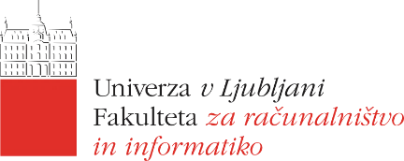 Univerza v Ljubljani
Fakulteta za računalništvo
in informatiko